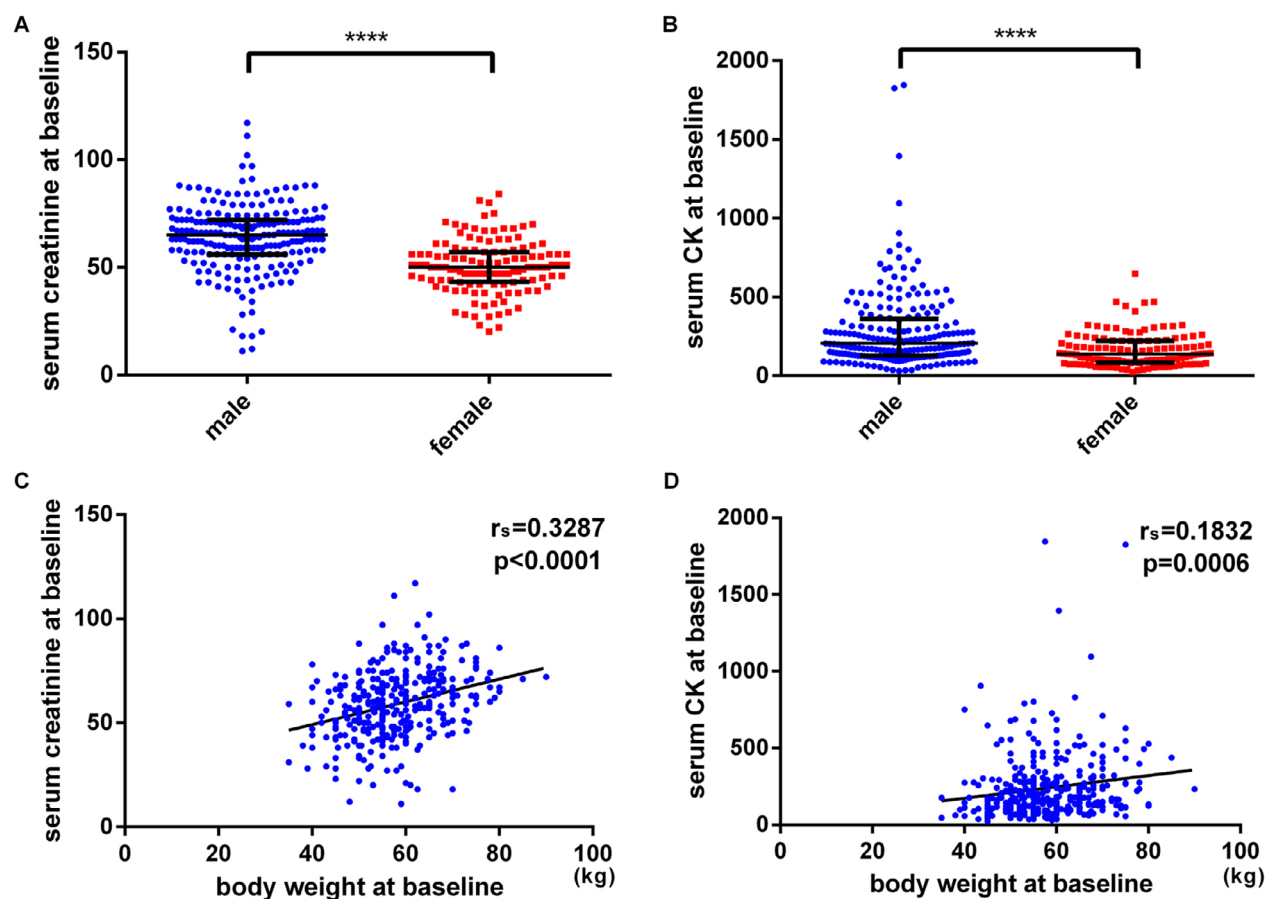 A
serum creatinine at baseline
150
100
50
0
****
male
female
B
serum CK at baseline
2000
1500
1000
500
0
****
male
female
C
serum creatinine at baseline
150
100
50
0
rs=0.3287
p<0.0001
0
20
40
60
80
100
(kg)
body weight at baseline
D
serum CK at baseline
2000
1500
1000
500
0
rs=0.1832
p=0.0006
0
20
40
60
80
100
(kg)
body weight at baseline